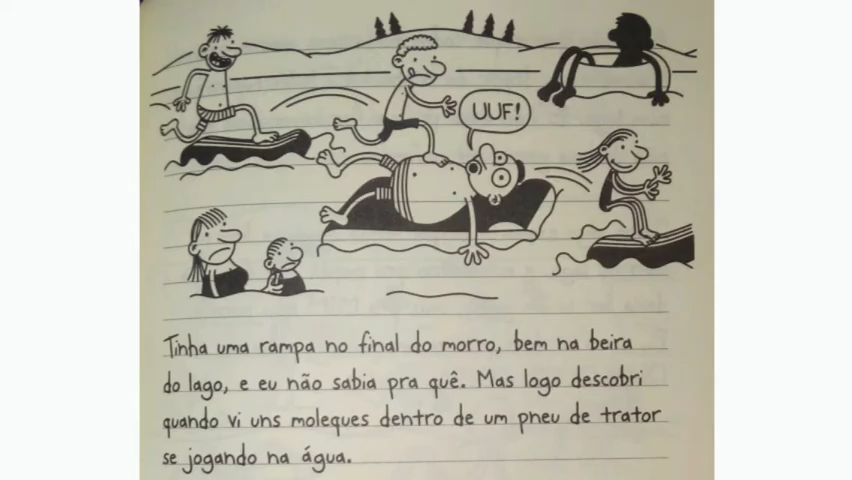 UUF!
Tinha uma rampa no final do morro, bem na beira
do lago, e eu não sabia pra quê. Mas logo descobri
quando vi uns moleques dentro de um pneu de trator
se jogando na água.